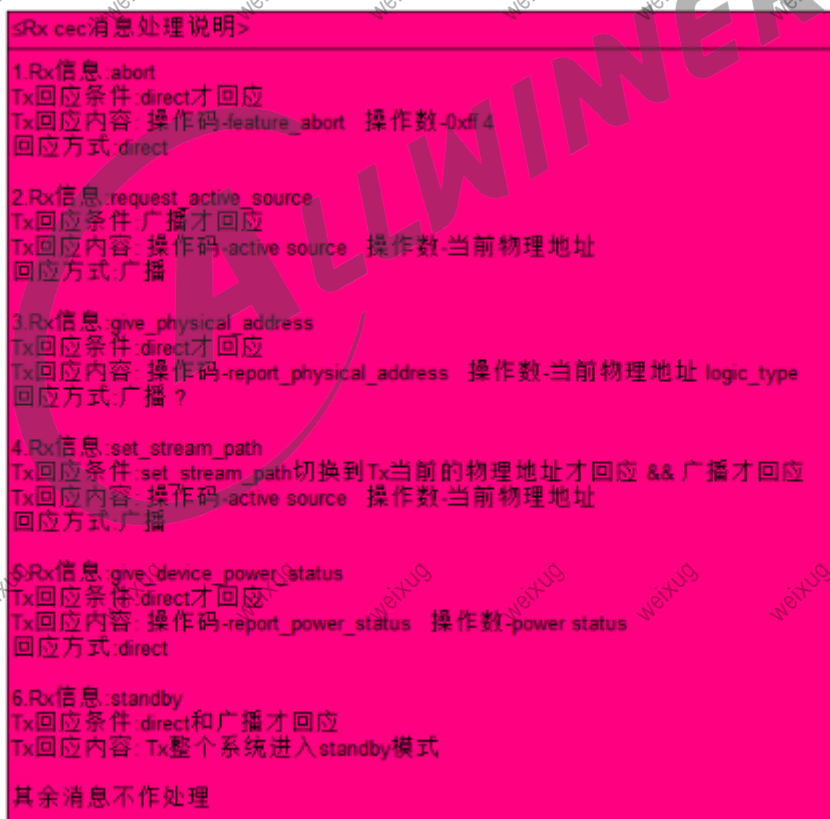 <Rx cec消息处理说明>
1.Rx信息:abort
Tx回应条件:direct才回应
Tx回应内容: 操作码-feature_abort 操作数-0xff 4
回应方式:direct
2.Rx信息:request_active_source
Tx回应条件:广播才回应
Tx回应内容: 操作码-active source 操作数-当前物理地址
回应方式:广播
3.Rx信息:give_physical_address
Tx回应条件:direct才回应
Tx回应内容: 操作码-report_physical_address 操作数-当前物理地址 logic_type
回应方式:广播 ?
4.Rx信息:set_stream_path
Tx回应条件:set_stream_path切换到Tx当前的物理地址才回应 && 广播才回应
Tx回应内容: 操作码-active source 操作数-当前物理地址
回应方式:广播
5.Rx信息:give_device_power_status
Tx回应条件:direct才回应
Tx回应内容: 操作码-report_power_status 操作数-power status
回应方式:direct
6.Rx信息:standby
Tx回应条件:direct和广播才回应
Tx回应内容: Tx整个系统进入standby模式
其余消息不作处理
ALLWINNER
weixug
weixug
weixug
weixug
weixug